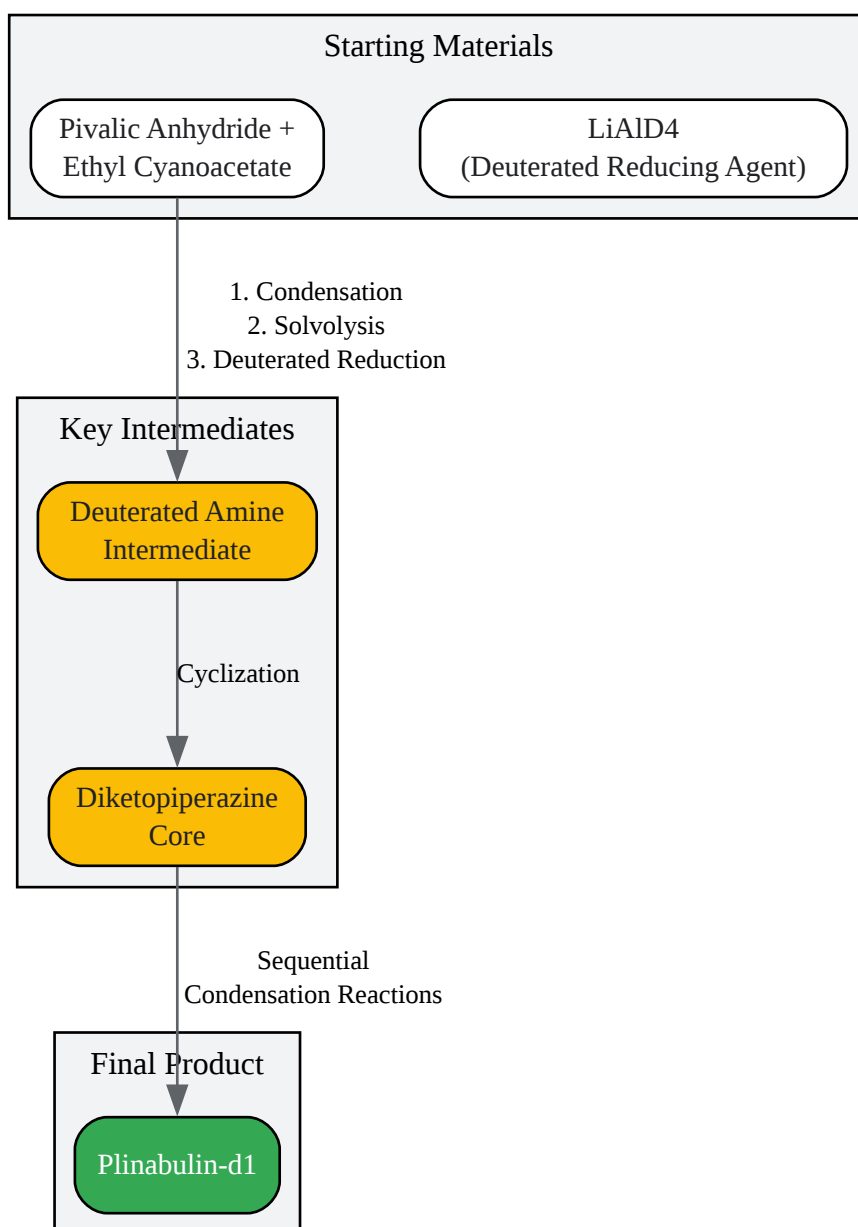 Starting Materials
Pivalic Anhydride +
Ethyl Cyanoacetate
LiAlD4
(Deuterated Reducing Agent)
1. Condensation
2. Solvolysis
3. Deuterated Reduction
Key Intermediates
Deuterated Amine
Intermediate
Cyclization
Diketopiperazine
Core
Sequential
Condensation Reactions
Final Product
Plinabulin-d1